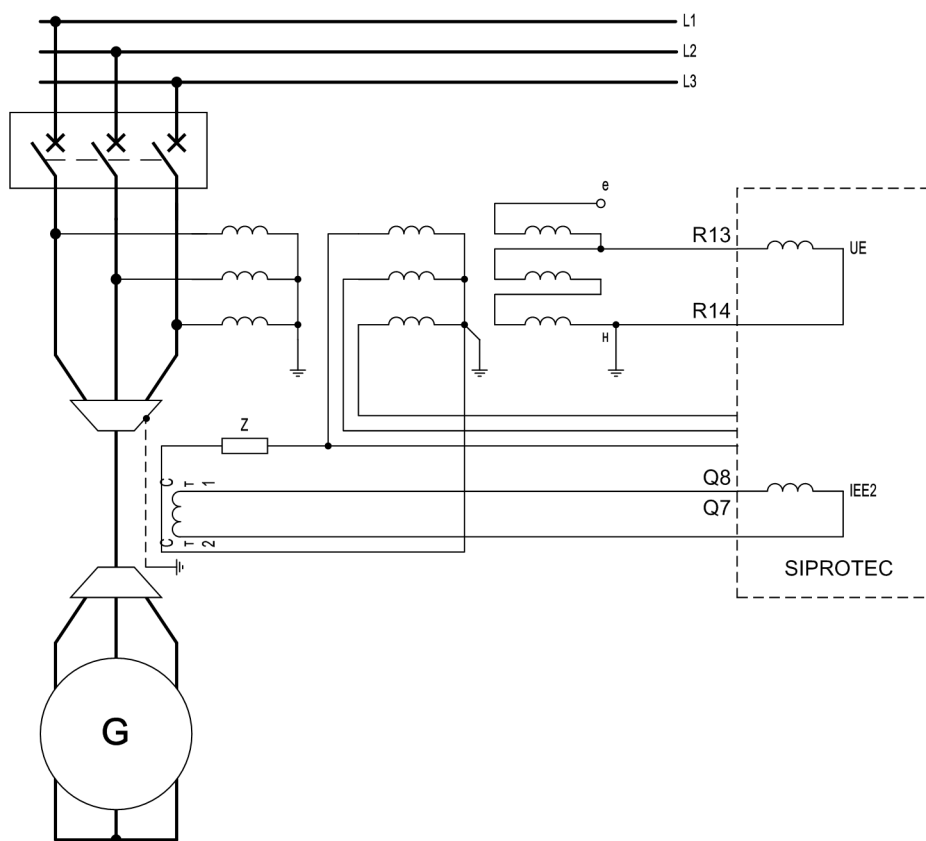 L1
L2
L3
e
R13
UE
R14
н
Z
С т 1
Q8
IEE2
Q7
С т 2
SIPROTEC
G